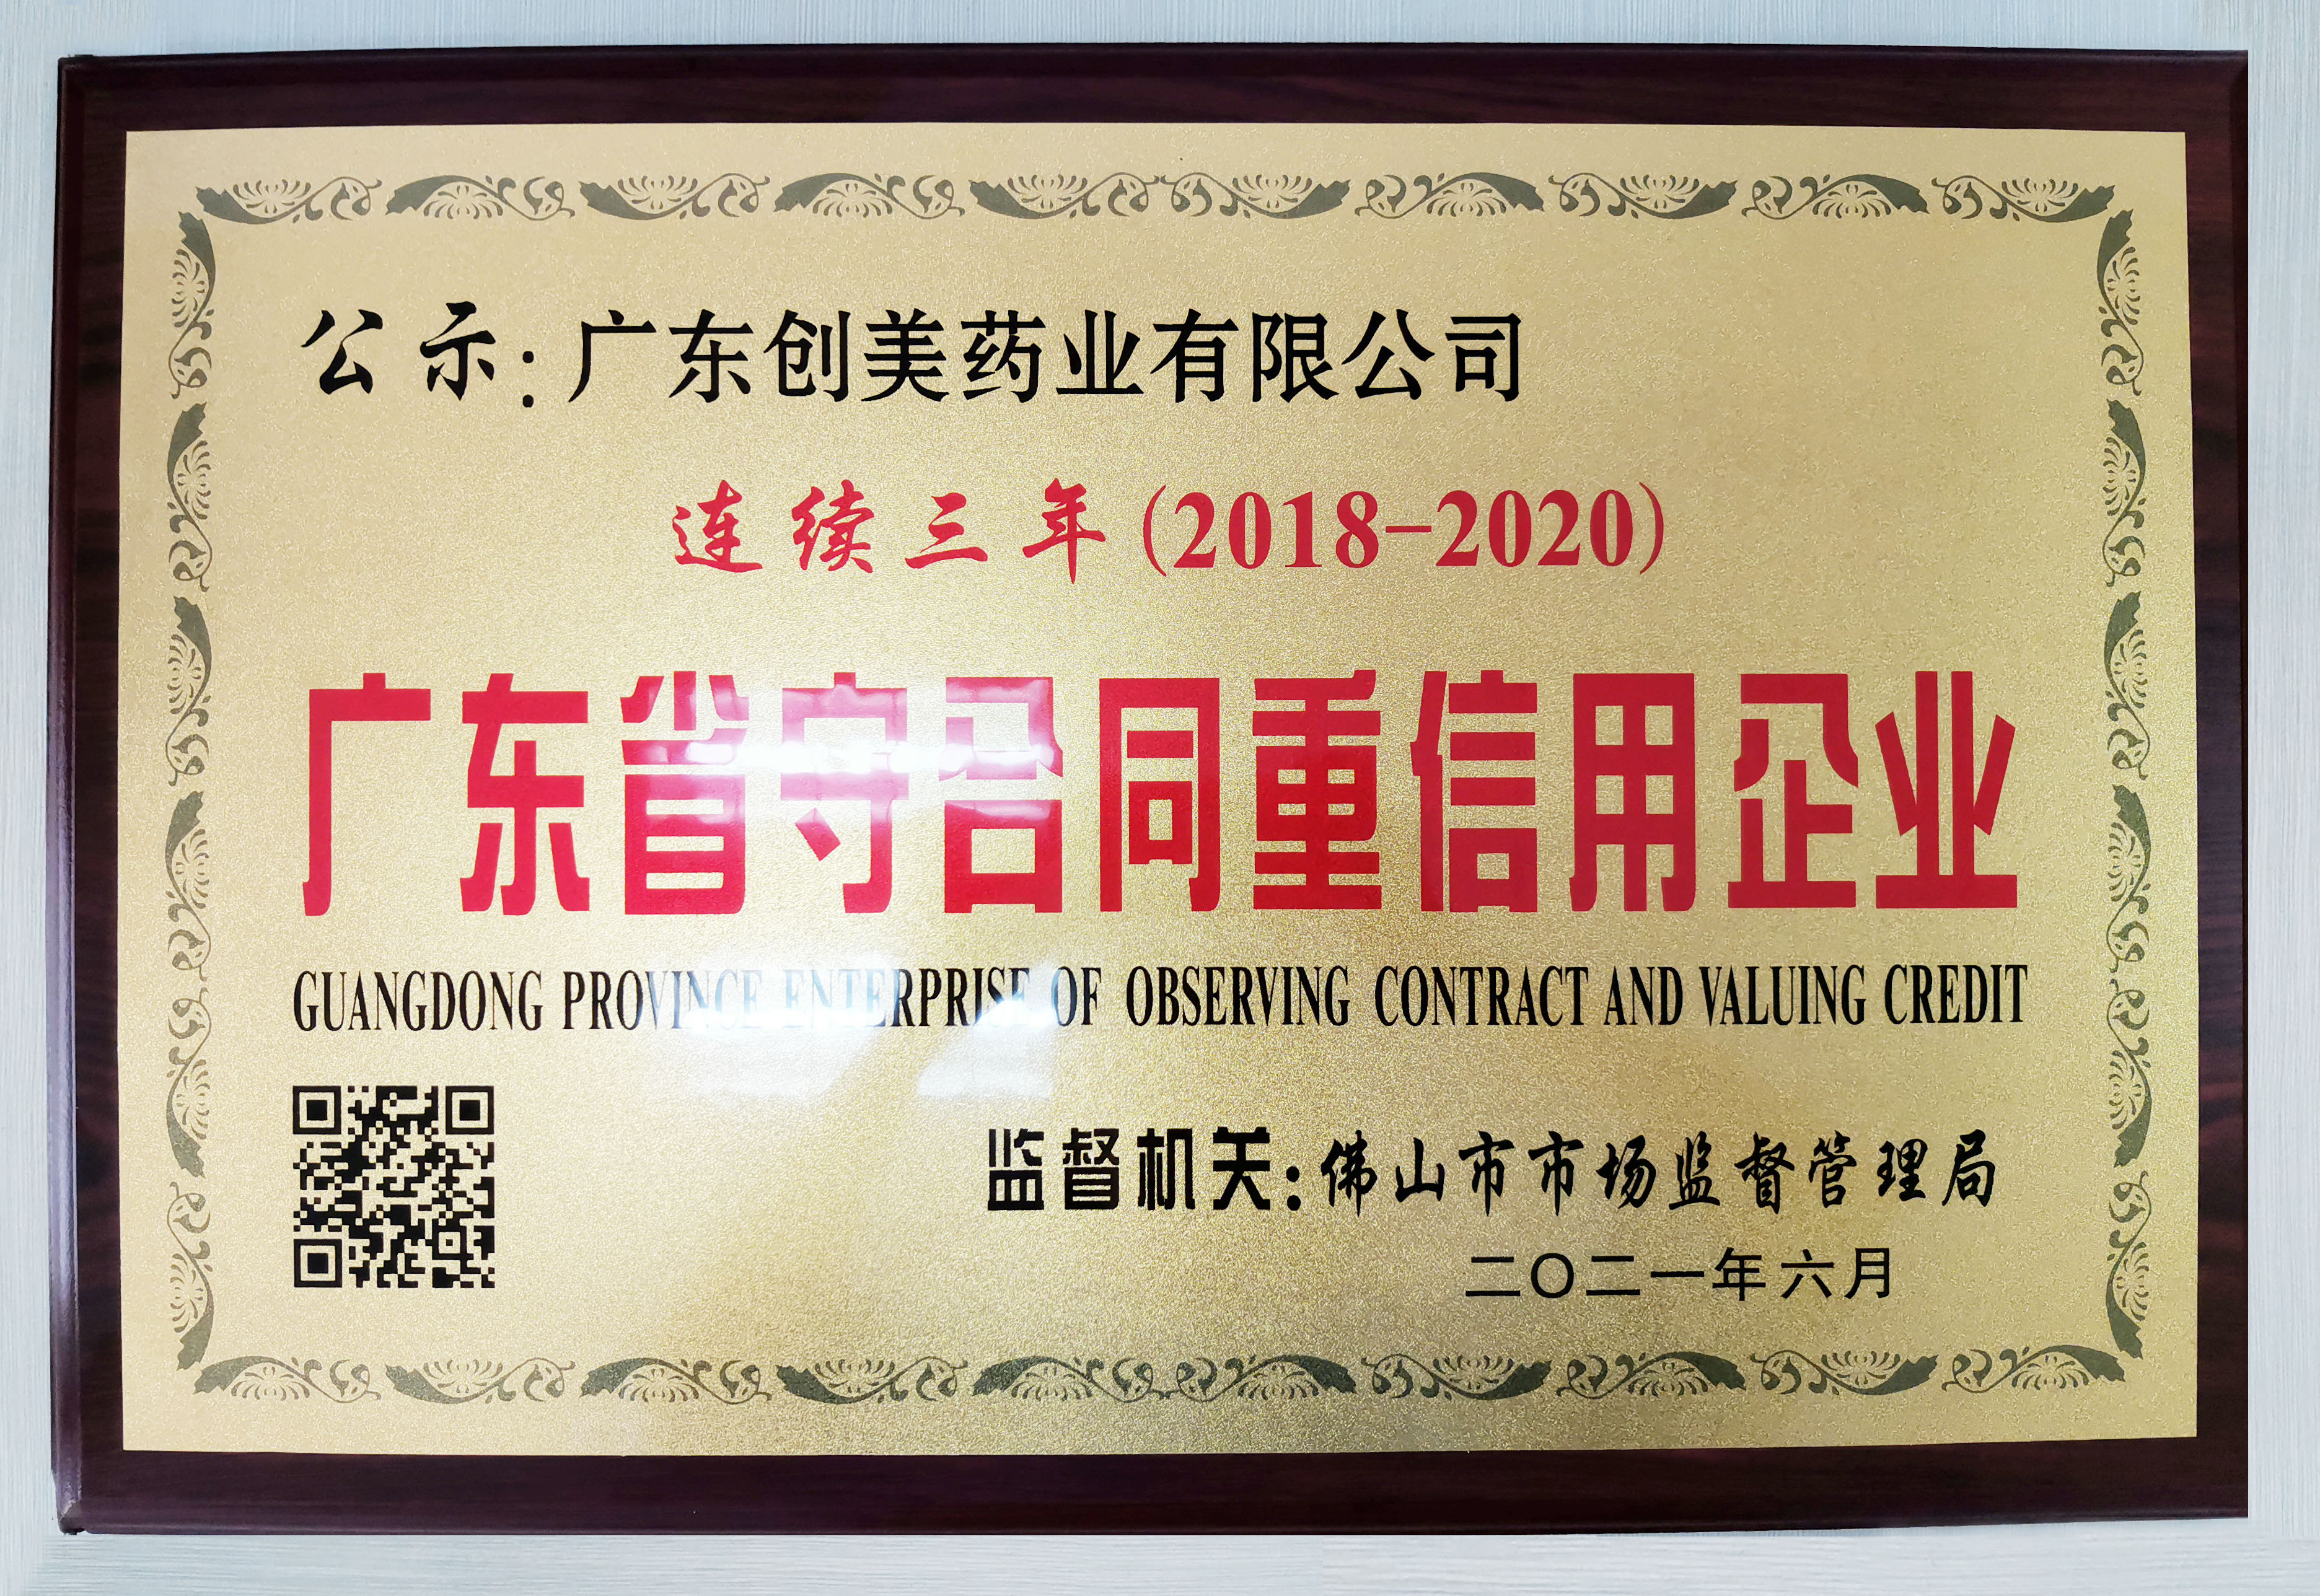 公示：广东创美药业有限公司
连续三年(2018-2020)
广东省守合同重信用企业
GUANGDONG PROVINCE ENTERPRISE OF OBSERVING CONTRACT AND VALUING CREDIT
监督机关：佛山市市场监督管理局
二〇二一年六月